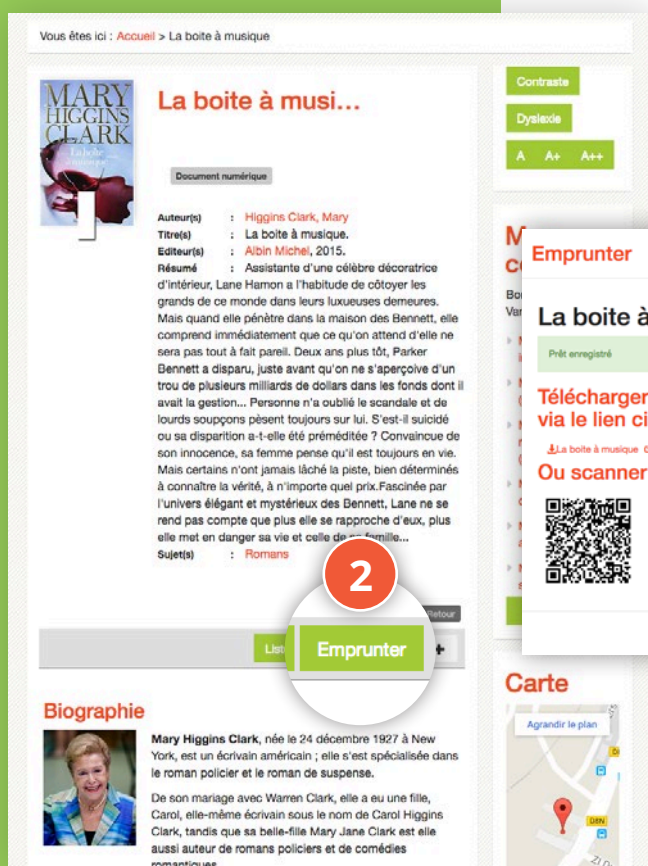 Vous êtes ici : Accueil > La boite à musique
MARY
HIGGINS
CLARK
La boîte
à musique
La boite à musi...
Document numérique
Auteur(s) : Higgins Clark, Mary
Titre(s) : La boite à musique.
Editeur(s) : Albin Michel, 2015.
Résumé : Assistante d'une célèbre décoratrice
d'intérieur, Lane Hamon a l'habitude de côtoyer les
grands de ce monde dans leurs luxueuses demeures.
Mais quand elle pénètre dans la maison des Bennett, elle
comprend immédiatement que ce qu'on attend d'elle ne
sera pas tout à fait pareil. Deux ans plus tôt, Parker
Bennett a disparu, juste avant qu'on ne s'aperçoive d'un
trou de plusieurs milliards de dollars dans les fonds dont il
avait la gestion... Personne n'a oublié le scandale et de
lourds soupçons pèsent toujours sur lui. S'est-il suicidé
ou sa disparition a-t-elle été préméditée ? Convaincue de
son innocence, sa femme pense qu'il est toujours en vie.
Mais certains n'ont jamais lâché la piste, bien déterminés
à connaître la vérité, à n'importe quel prix.Fascinée par
l'univers élégant et mystérieux des Bennett, Lane ne se
rend pas compte que plus elle se rapproche d'eux, plus
elle met en danger sa vie et celle de sa famille...
Sujet(s) : Romans
2
Retour
List
Emprunter
+
Biographie
Mary Higgins Clark, née le 24 décembre 1927 à New
York, est un écrivain américain ; elle s'est spécialisée dans
le roman policier et le roman de suspense.
De son mariage avec Warren Clark, elle a eu une fille,
Carol, elle-même écrivain sous le nom de Carol Higgins
Clark, tandis que sa belle-fille Mary Jane Clark est elle
aussi auteur de romans policiers et de comédies
romantiques
Contraste
Dyslexie
A A+ A++
Emprunter
La boite à
Prêt enregistré
Télécharger
via le lien ci
La boite à musique
Ou scanner
Carte
Agrandir le plan
D8N